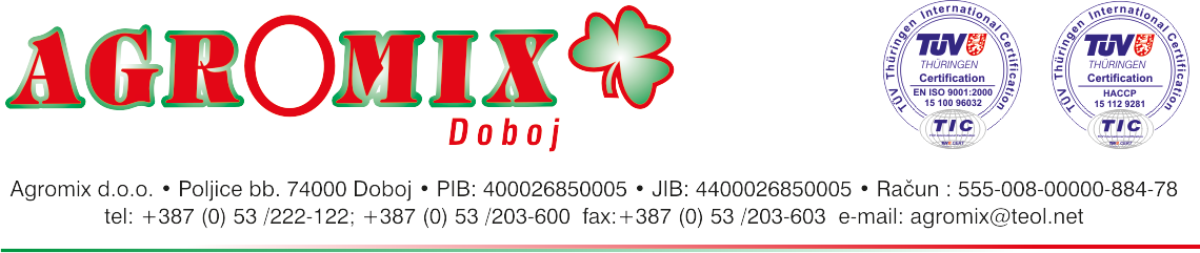 AGROMIX
Doboj
TÜV Thüringen International Certification
TÜV
THÜRINGEN
Certification
EN ISO 9001:2000
15 100 96032
TIC
TÜV Thüringen International Certification
TÜV
THÜRINGEN
Certification
HACCP
15 112 9281
TIC
Agromix d.o.o. • Poljice bb. 74000 Doboj • PIB: 400026850005 • JIB: 4400026850005 • Račun : 555-008-00000-884-78
tel: +387 (0) 53 /222-122; +387 (0) 53 /203-600 fax:+387 (0) 53 /203-603 e-mail: agromix@teol.net